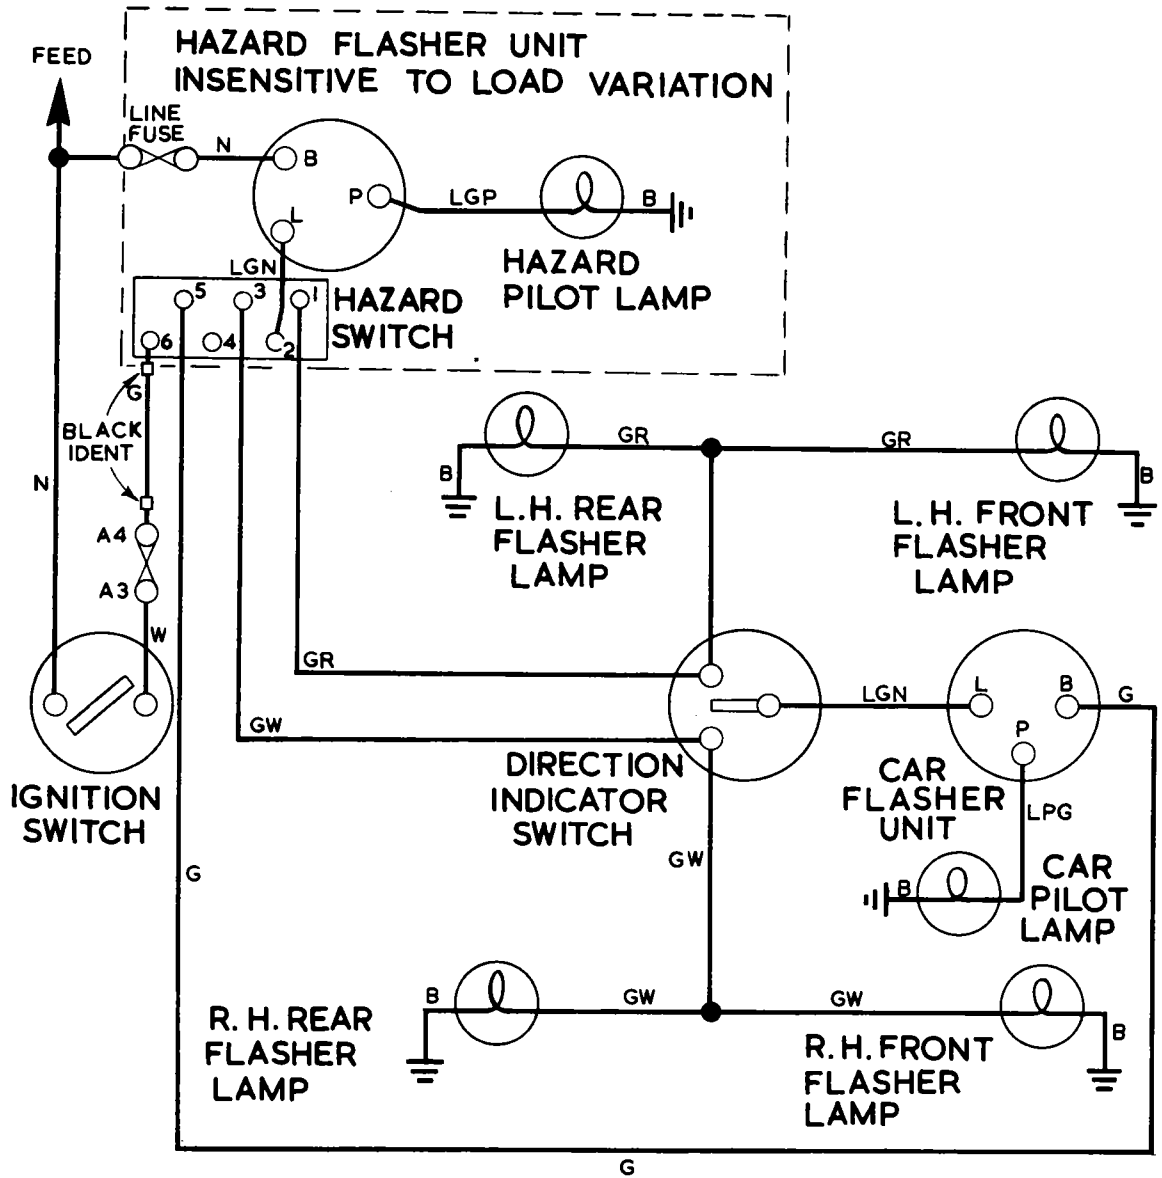 HAZARD FLASHER UNIT
INSENSITIVE TO LOAD VARIATION
FEED
LINE
FUSE
N
B
P
LGP
B
L
LGN
HAZARD
PILOT LAMP
5
3
1
HAZARD
SWITCH
6
4
2
G
BLACK
IDENT
N
A4
A3
W
GR
GR
B
B
L.H. REAR
FLASHER
LAMP
L.H. FRONT
FLASHER
LAMP
GR
GW
LGN
L
B
G
P
IGNITION
SWITCH
DIRECTION
INDICATOR
SWITCH
CAR
FLASHER
UNIT
LPG
G
GW
B
CAR
PILOT
LAMP
B
GW
GW
B
R.H. REAR
FLASHER
LAMP
R.H. FRONT
FLASHER
LAMP
G